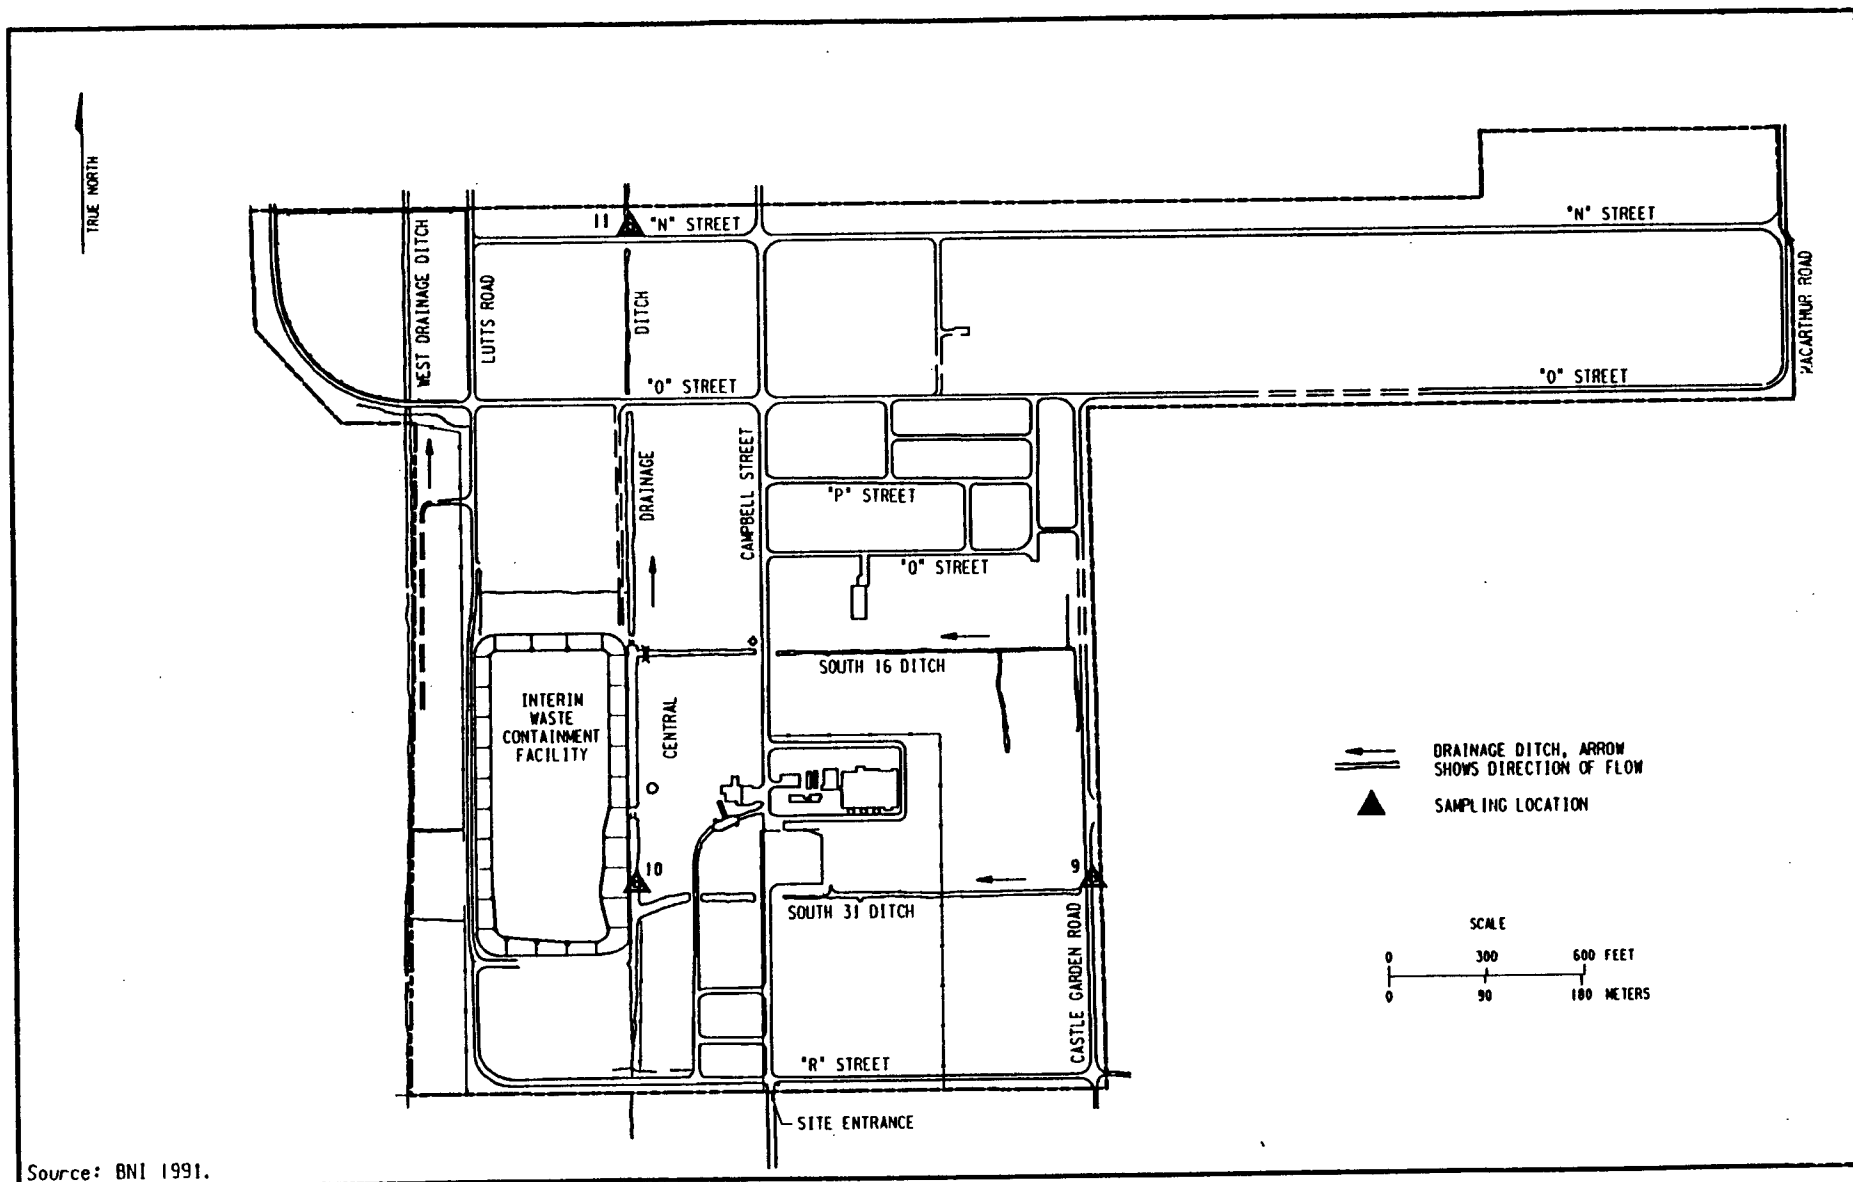 TRUE NORTH
11
"N" STREET
"N" STREET
WEST DRAINAGE DITCH
LUTTS ROAD
DITCH
MACARTHUR ROAD
"O" STREET
"O" STREET
CAMPBELL STREET
DRAINAGE
"P" STREET
"O" STREET
SOUTH 16 DITCH
INTERIM
WASTE
CONTAINMENT
FACILITY
CENTRAL
DRAINAGE DITCH, ARROW
SHOWS DIRECTION OF FLOW
SAMPLING LOCATION
10
9
SOUTH 31 DITCH
CASTLE GARDEN ROAD
SCALE
0 300 600 FEET
0 90 180 METERS
"R" STREET
SITE ENTRANCE
Source: BNI 1991.